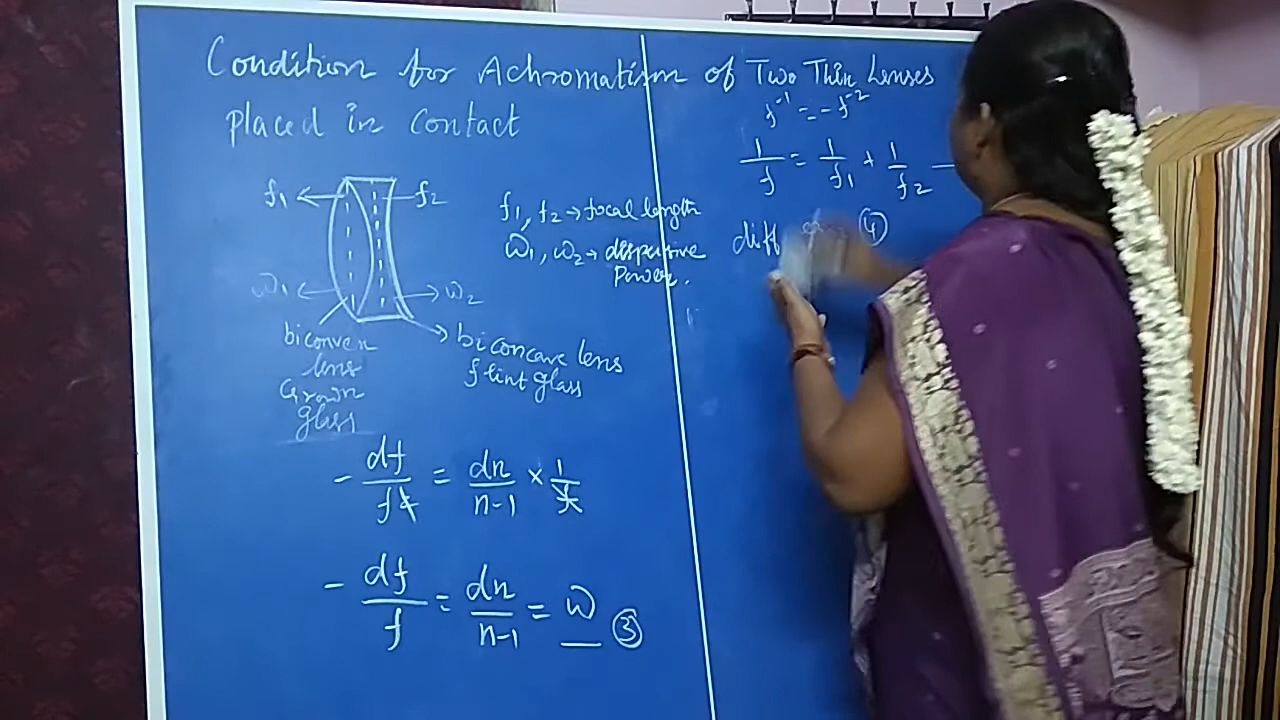 Condition for Achromatism of Two Thin Lenses
placed in Contact
f₁ f₂
ω₁ ω₂
biconvex
lens
Crown
glass
biconcave lens
flint glass
f₁, f₂ → focal length
ω₁, ω₂ → dispersive
Power.
- df/f𝑓 = dn/n-1 × 1/f
- df/f = dn/n-1 = ω ③
f⁻¹ = -f⁻²
1/f = 1/f₁ + 1/f₂ —
diff ④